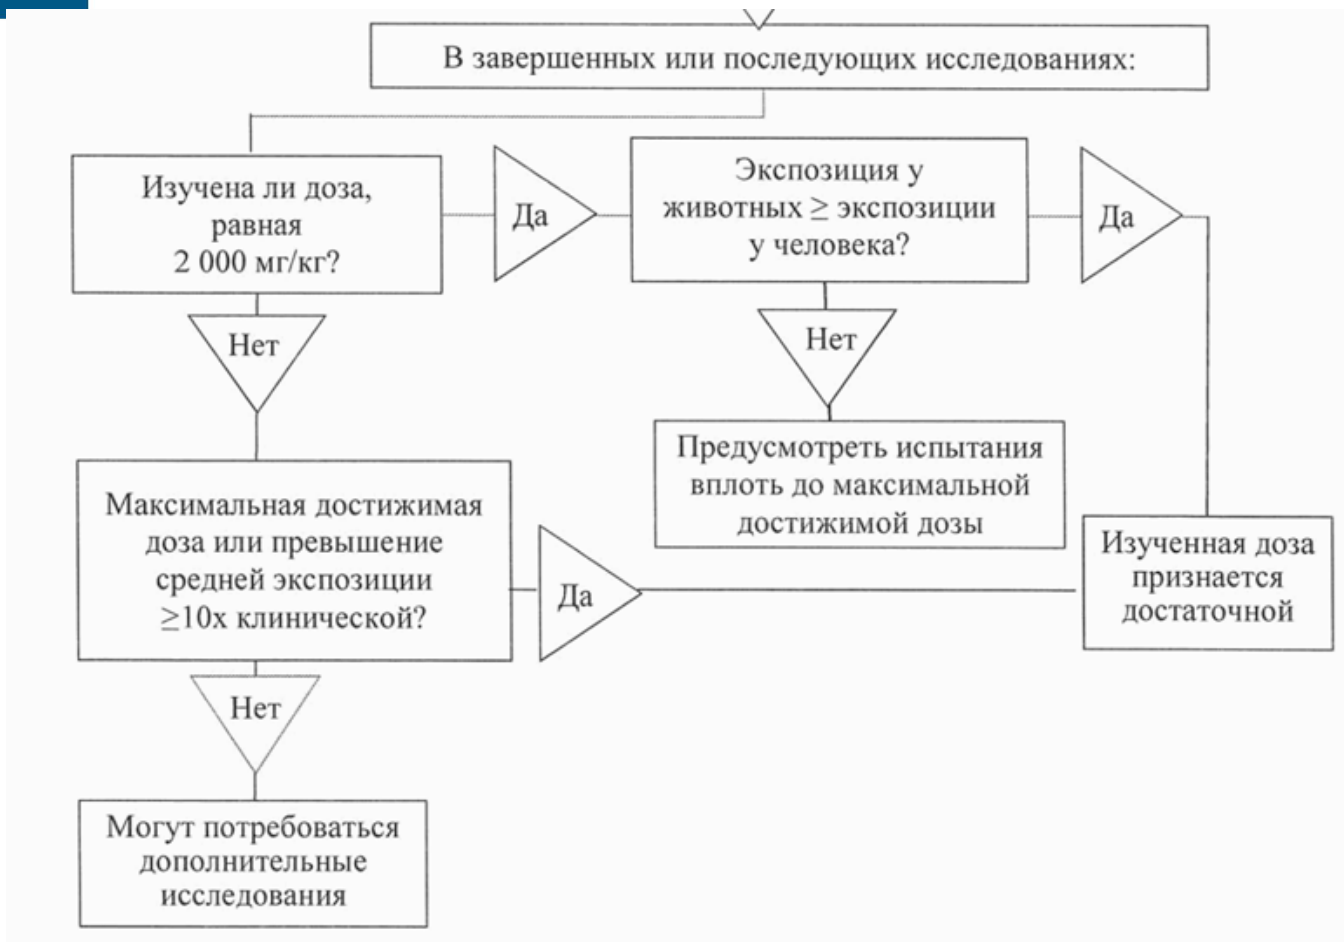 В завершенных или последующих исследованиях:
Изучена ли доза,
равная
2 000 мг/кг?
Да
Экспозиция у
животных ≥ экспозиции
у человека?
Да
Нет
Нет
Предусмотреть испытания
вплоть до максимальной
достижимой дозы
Максимальная достижимая
доза или превышение
средней экспозиции
≥10х клинической?
Да
Изученная доза
признается
достаточной
Нет
Могут потребоваться
дополнительные
исследования